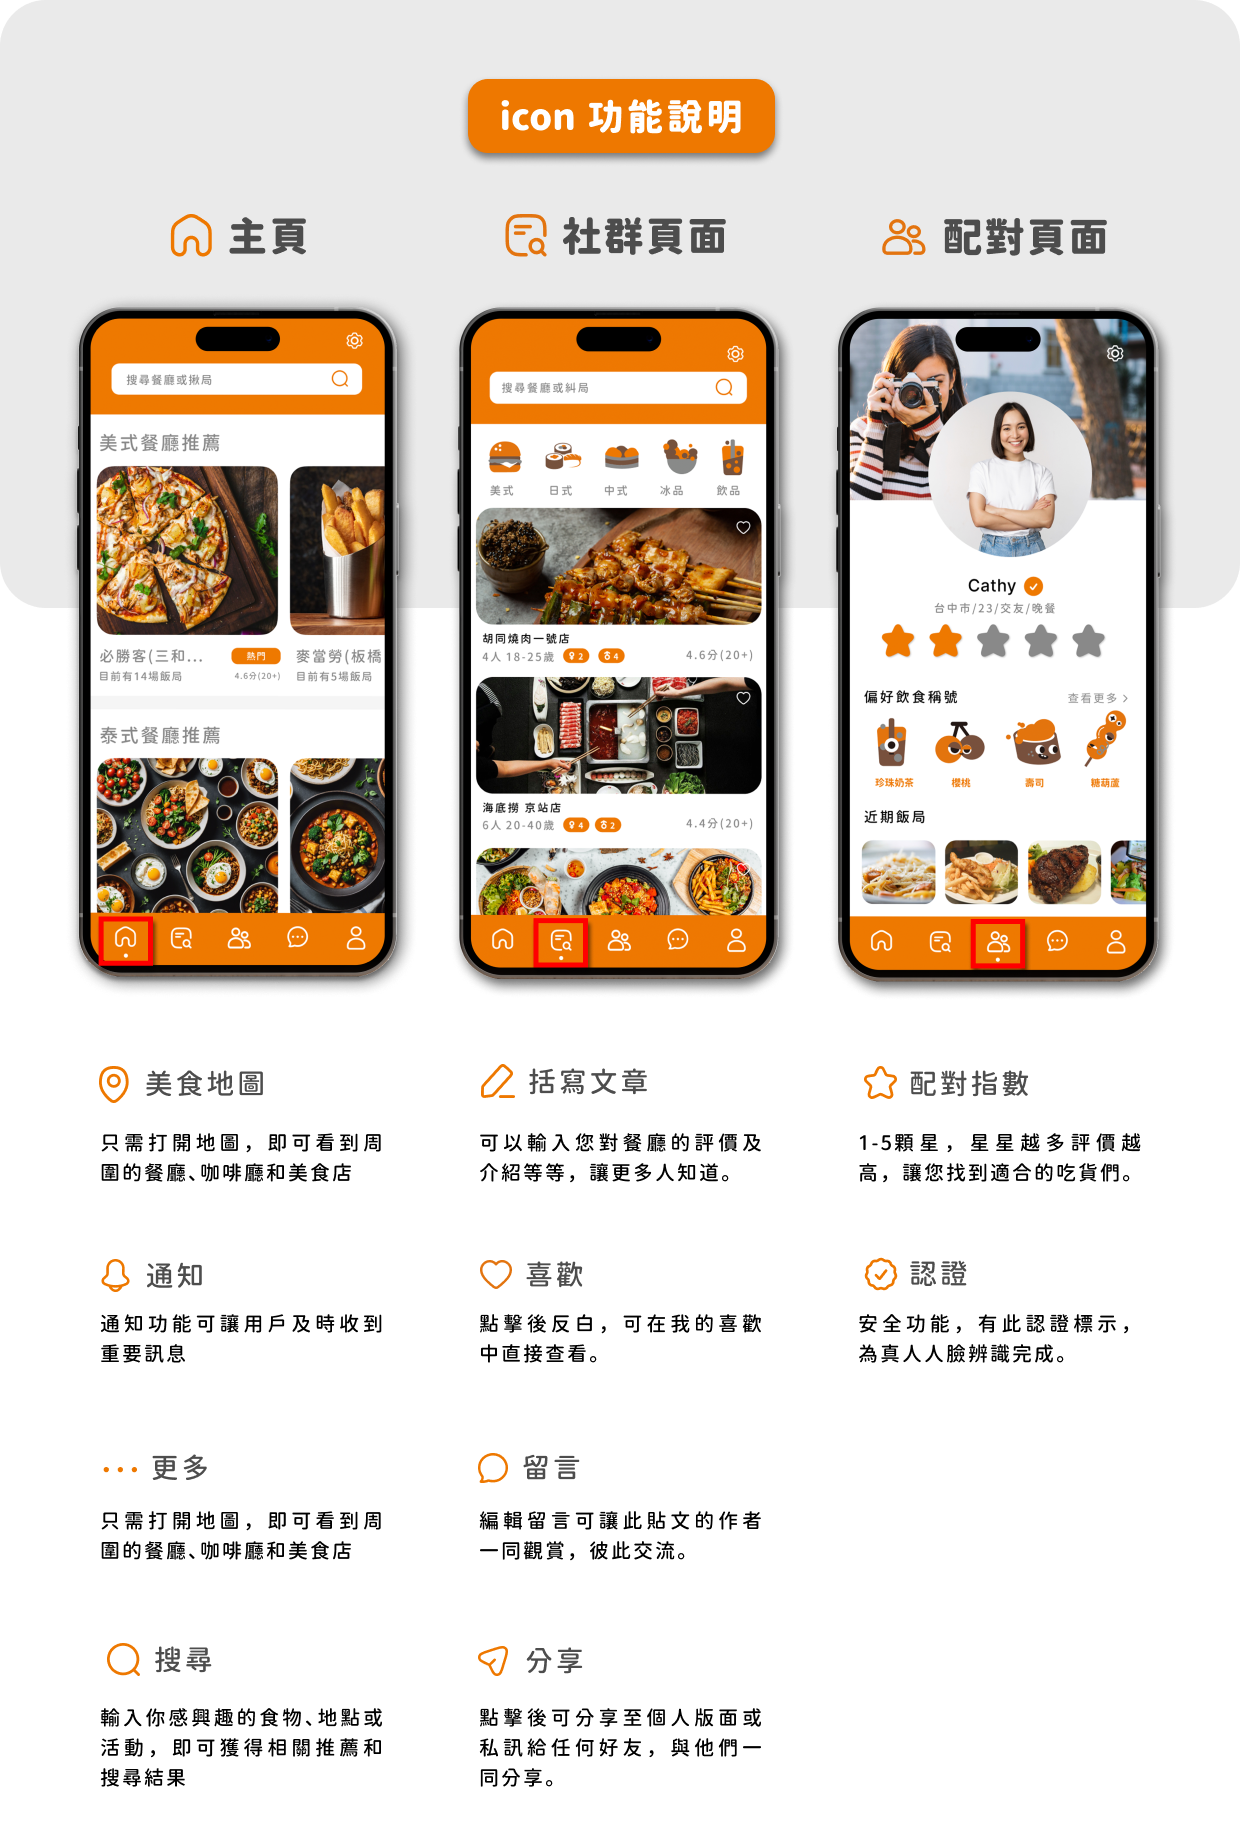 icon 功能說明
主頁
社群頁面
配對頁面
搜尋餐廳或揪局
美式餐廳推薦
必勝客(三和...
熱門
麥當勞(板橋
目前有14場飯局
4.6分(20+)
目前有5場飯局
泰式餐廳推薦
搜尋餐廳或糾局
美式
日式
中式
冰品
飲品
胡同燒肉一號店
4人 18-25歲
2
4
4.6分(20+)
海底撈 京站店
6人 20-40歲
4
2
4.4分(20+)
Cathy
台中市/23/交友/晚餐
偏好飲食稱號
查看更多 >
珍珠奶茶
櫻桃
壽司
糖葫蘆
近期飯局
美食地圖
只需打開地圖，即可看到周
圍的餐廳、咖啡廳和美食店
括寫文章
可以輸入您對餐廳的評價及
介紹等等，讓更多人知道。
配對指數
1-5顆星，星星越多評價越
高，讓您找到適合的吃貨們。
通知
通知功能可讓用戶及時收到
重要訊息
喜歡
點擊後反白，可在我的喜歡
中直接查看。
認證
安全功能，有此認證標示，
為真人人臉辨識完成。
更多
只需打開地圖，即可看到周
圍的餐廳、咖啡廳和美食店
留言
編輯留言可讓此貼文的作者
一同觀賞，彼此交流。
搜尋
輸入你感興趣的食物、地點或
活動，即可獲得相關推薦和
搜尋結果
分享
點擊後可分享至個人版面或
私訊給任何好友，與他們一
同分享。